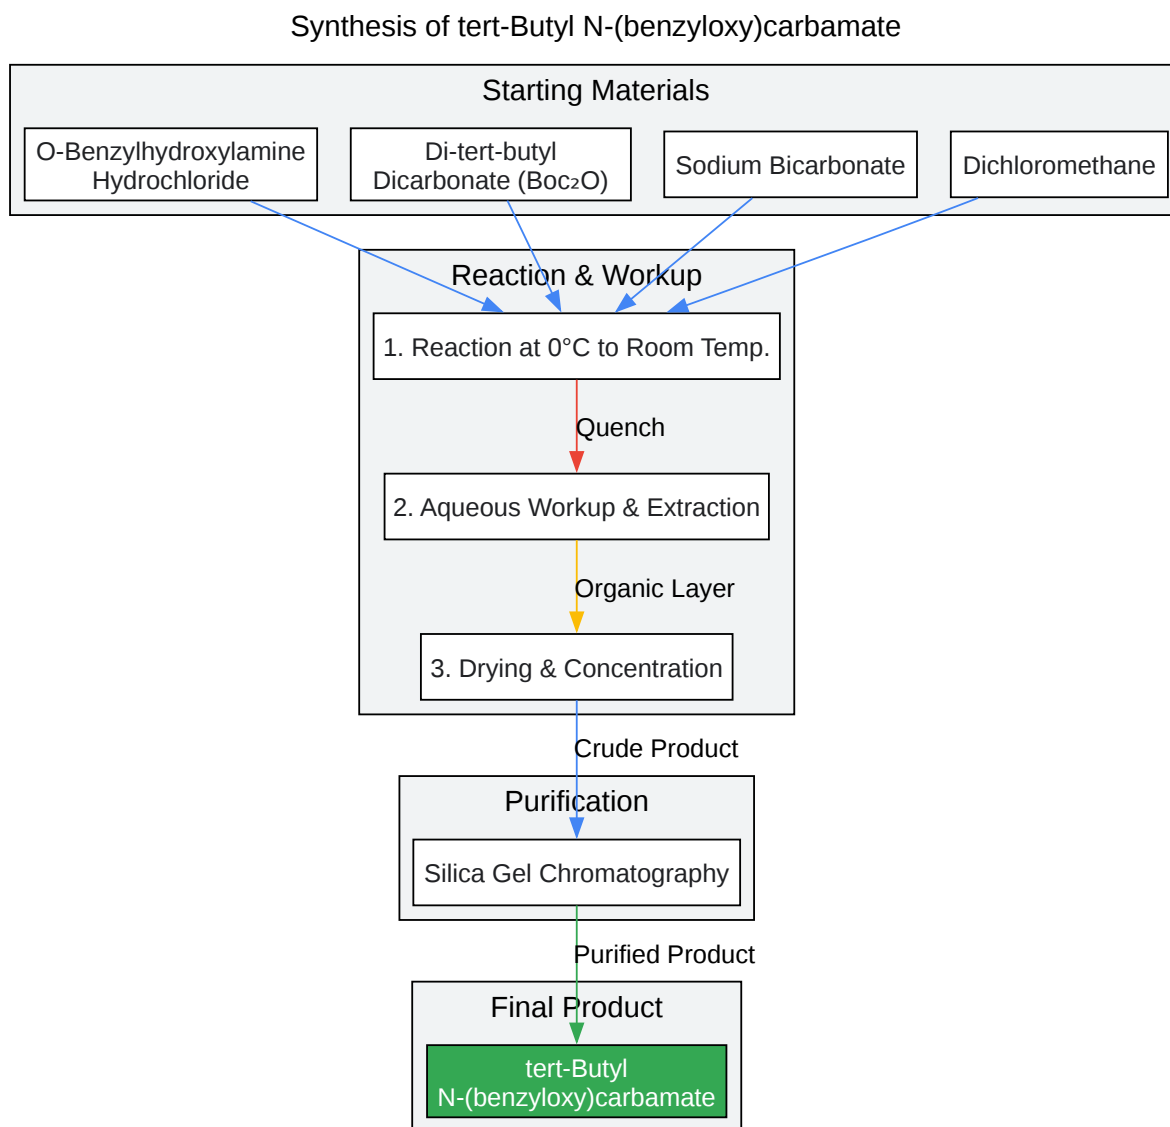 Synthesis of tert-Butyl N-(benzyloxy)carbamate
Starting Materials
O-Benzylhydroxylamine
Hydrochloride
Di-tert-butyl
Dicarbonate (Boc₂O)
Sodium Bicarbonate
Dichloromethane
Reaction & Workup
1. Reaction at 0°C to Room Temp.
Quench
2. Aqueous Workup & Extraction
Organic Layer
3. Drying & Concentration
Crude Product
Purification
Silica Gel Chromatography
Purified Product
Final Product
tert-Butyl
N-(benzyloxy)carbamate